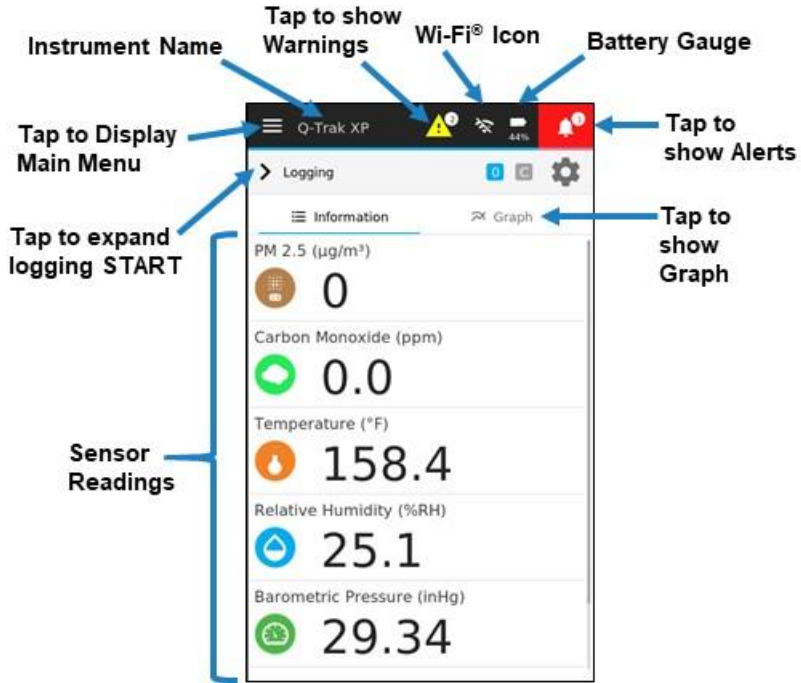 Tap to show
Warnings
Wi-Fi® Icon
Battery Gauge
Instrument Name
Tap to Display
Main Menu
Q-Trak XP
44%
Tap to
show Alerts
Logging
0 C
Tap to expand
logging START
Information
Graph
Tap to
show
Graph
PM 2.5 (µg/m³)
0
Carbon Monoxide (ppm)
0.0
Temperature (°F)
158.4
Sensor
Readings
Relative Humidity (%RH)
25.1
Barometric Pressure (inHg)
29.34